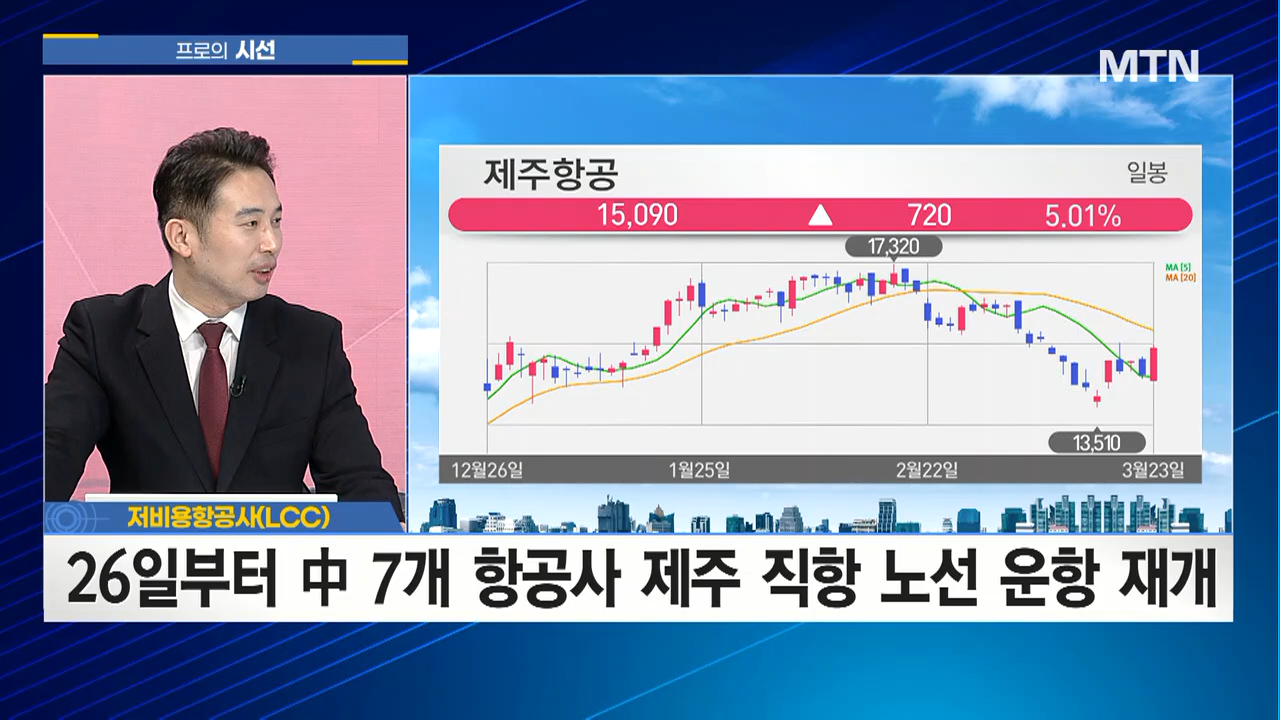 프로의 시선
MTN
제주항공
일봉
15,090 ▲ 720 5.01%
17,320
MA [5]
MA [20]
13,510
12월26일 1월25일 2월22일 3월23일
저비용항공사(LCC)
26일부터 中 7개 항공사 제주 직항 노선 운항 재개